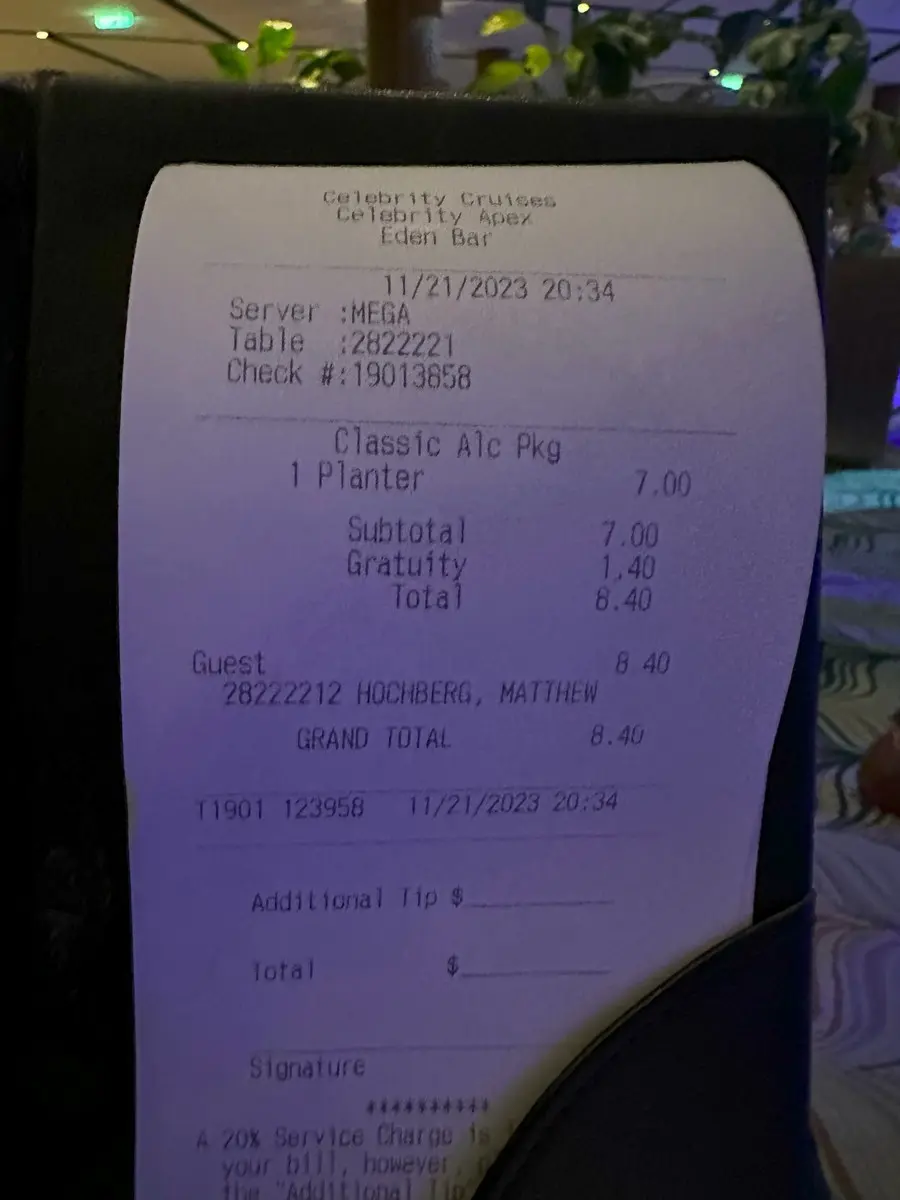 Celebrity Cruises
Celebrity Apex
Eden Bar
11/21/2023 20:34
Server :MEGA
Table :2822221
Check #:19013858
Classic Alc Pkg
1 Planter 7.00
Subtotal 7.00
Gratuity 1.40
Total 8.40
Guest 8.40
28222212 HOCHBERG, MATTHEW
GRAND TOTAL 8.40
T1901 123958 11/21/2023 20:34
Additional Tip $
Total $
Signature
**********
A 20% Service Charge is
your bill, however,
the "Additional Tip"